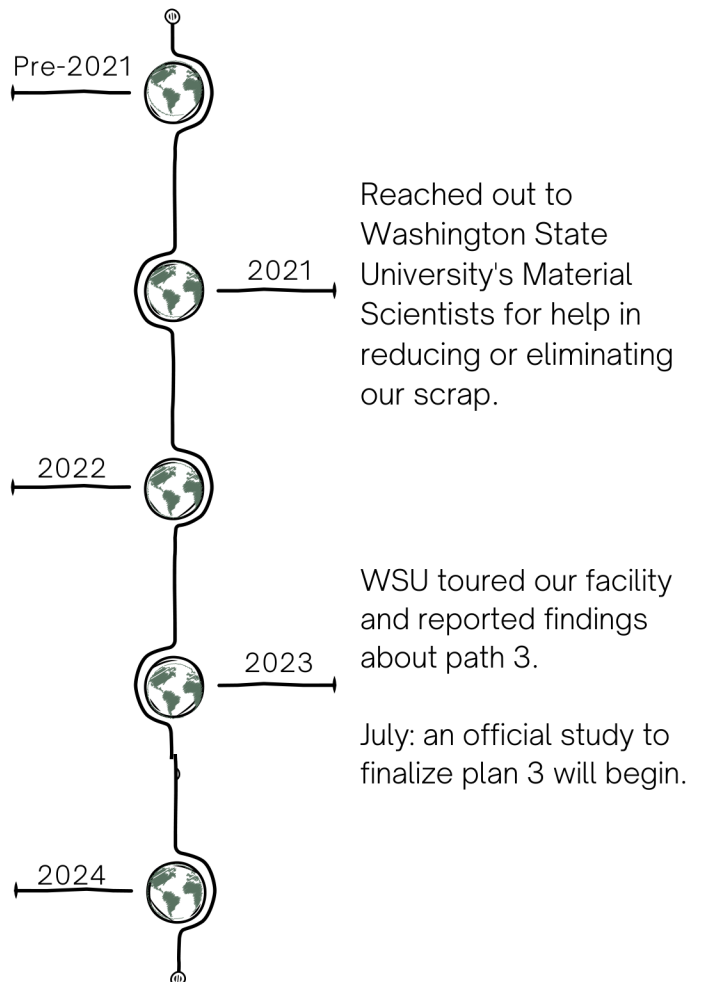 Pre-2021
Reached out to
Washington State
University's Material
Scientists for help in
reducing or eliminating
our scrap.
2021
2022
WSU toured our facility
and reported findings
about path 3.
2023
July: an official study to
finalize plan 3 will begin.
2024